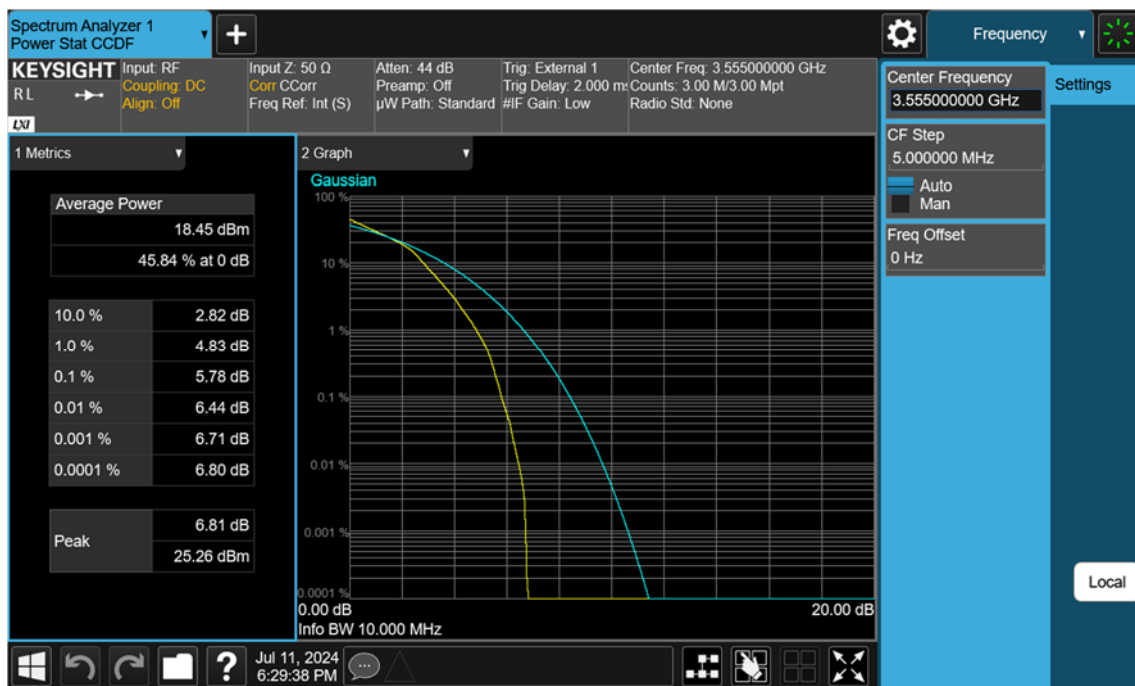 Spectrum Analyzer 1
Power Stat CCDF
Frequency
KEYSIGHT
Input: RF
Coupling: DC
Align: Off
Input Z: 50 Ω
Corr CCorr
Freq Ref: Int (S)
Atten: 44 dB
Preamp: Off
µW Path: Standard
Trig: External 1
Trig Delay: 2.000 ms
#IF Gain: Low
Center Freq: 3.555000000 GHz
Counts: 3.00 M/3.00 Mpt
Radio Std: None
R L
LXI
Center Frequency
3.555000000 GHz
Settings
CF Step
5.000000 MHz
Auto
Man
Freq Offset
0 Hz
1 Metrics
Average Power
18.45 dBm
45.84 % at 0 dB
10.0 % 2.82 dB
1.0 % 4.83 dB
0.1 % 5.78 dB
0.01 % 6.44 dB
0.001 % 6.71 dB
0.0001 % 6.80 dB
Peak
6.81 dB
25.26 dBm
2 Graph
Gaussian
100 %
10 %
1 %
0.1 %
0.01 %
0.001 %
0.0001 %
0.00 dB 20.00 dB
Info BW 10.000 MHz
Local
?
Jul 11, 2024
6:29:38 PM